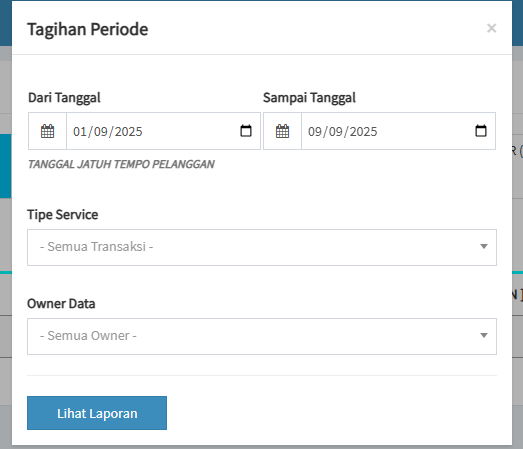 Tagihan Periode ×
Dari Tanggal Sampai Tanggal
01/09/2025 09/09/2025
TANGGAL JATUH TEMPO PELANGGAN
Tipe Service
- Semua Transaksi -
Owner Data
- Semua Owner -
Lihat Laporan